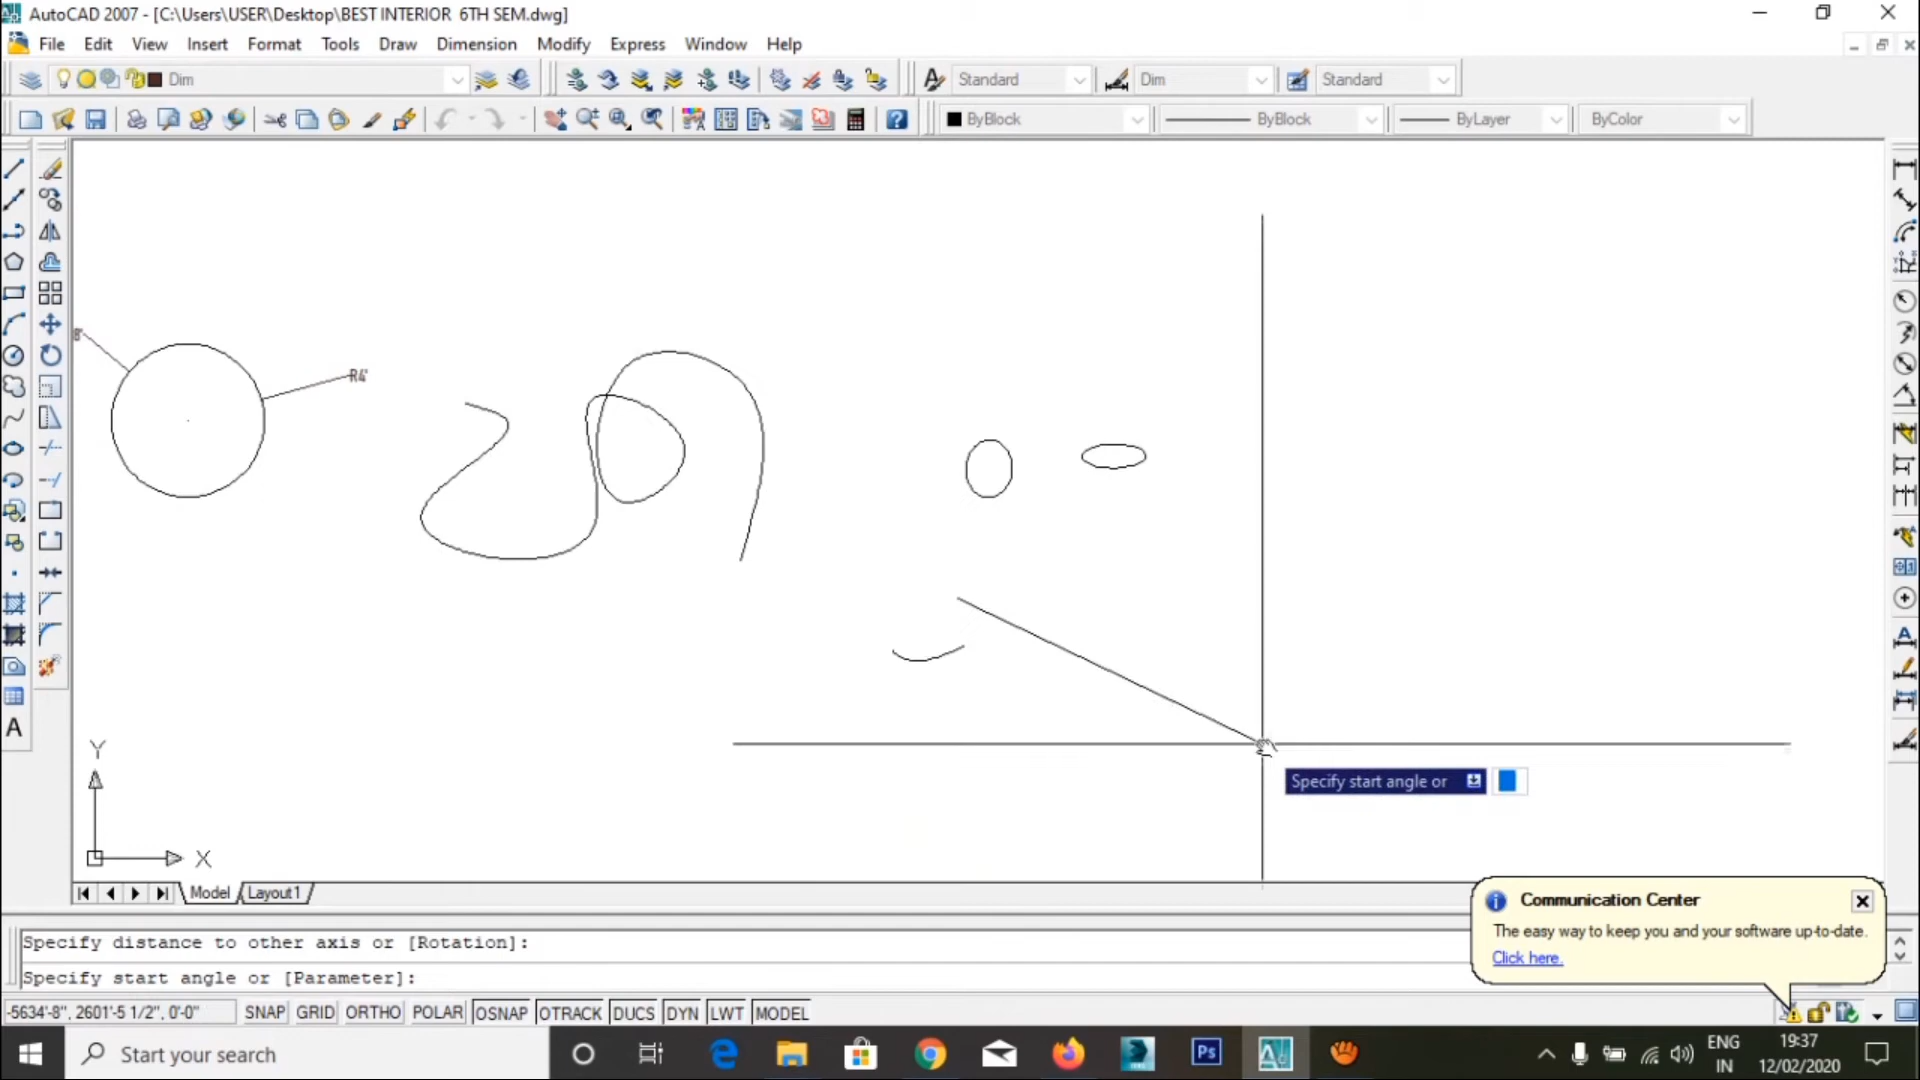 AutoCAD 2007 - [C:\Users\USER\Desktop\BEST INTERIOR  6TH SEM.dwg]
File Edit View Insert Format Tools Draw Dimension Modify Express Window Help
Dim Standard Dim Standard
ByBlock ByBlock ByLayer ByColor
8'
R4'
Specify start angle or
Y
X
Model Layout1
Communication Center
The easy way to keep you and your software up-to-date.
Click here.
Specify distance to other axis or [Rotation]:
Specify start angle or [Parameter]:
-5634'-8", 2601'-5 1/2", 0'-0" SNAP GRID ORTHO POLAR OSNAP OTRACK DUCS DYN LWT MODEL
Start your search
Ps
ENG
IN
19:37
12/02/2020